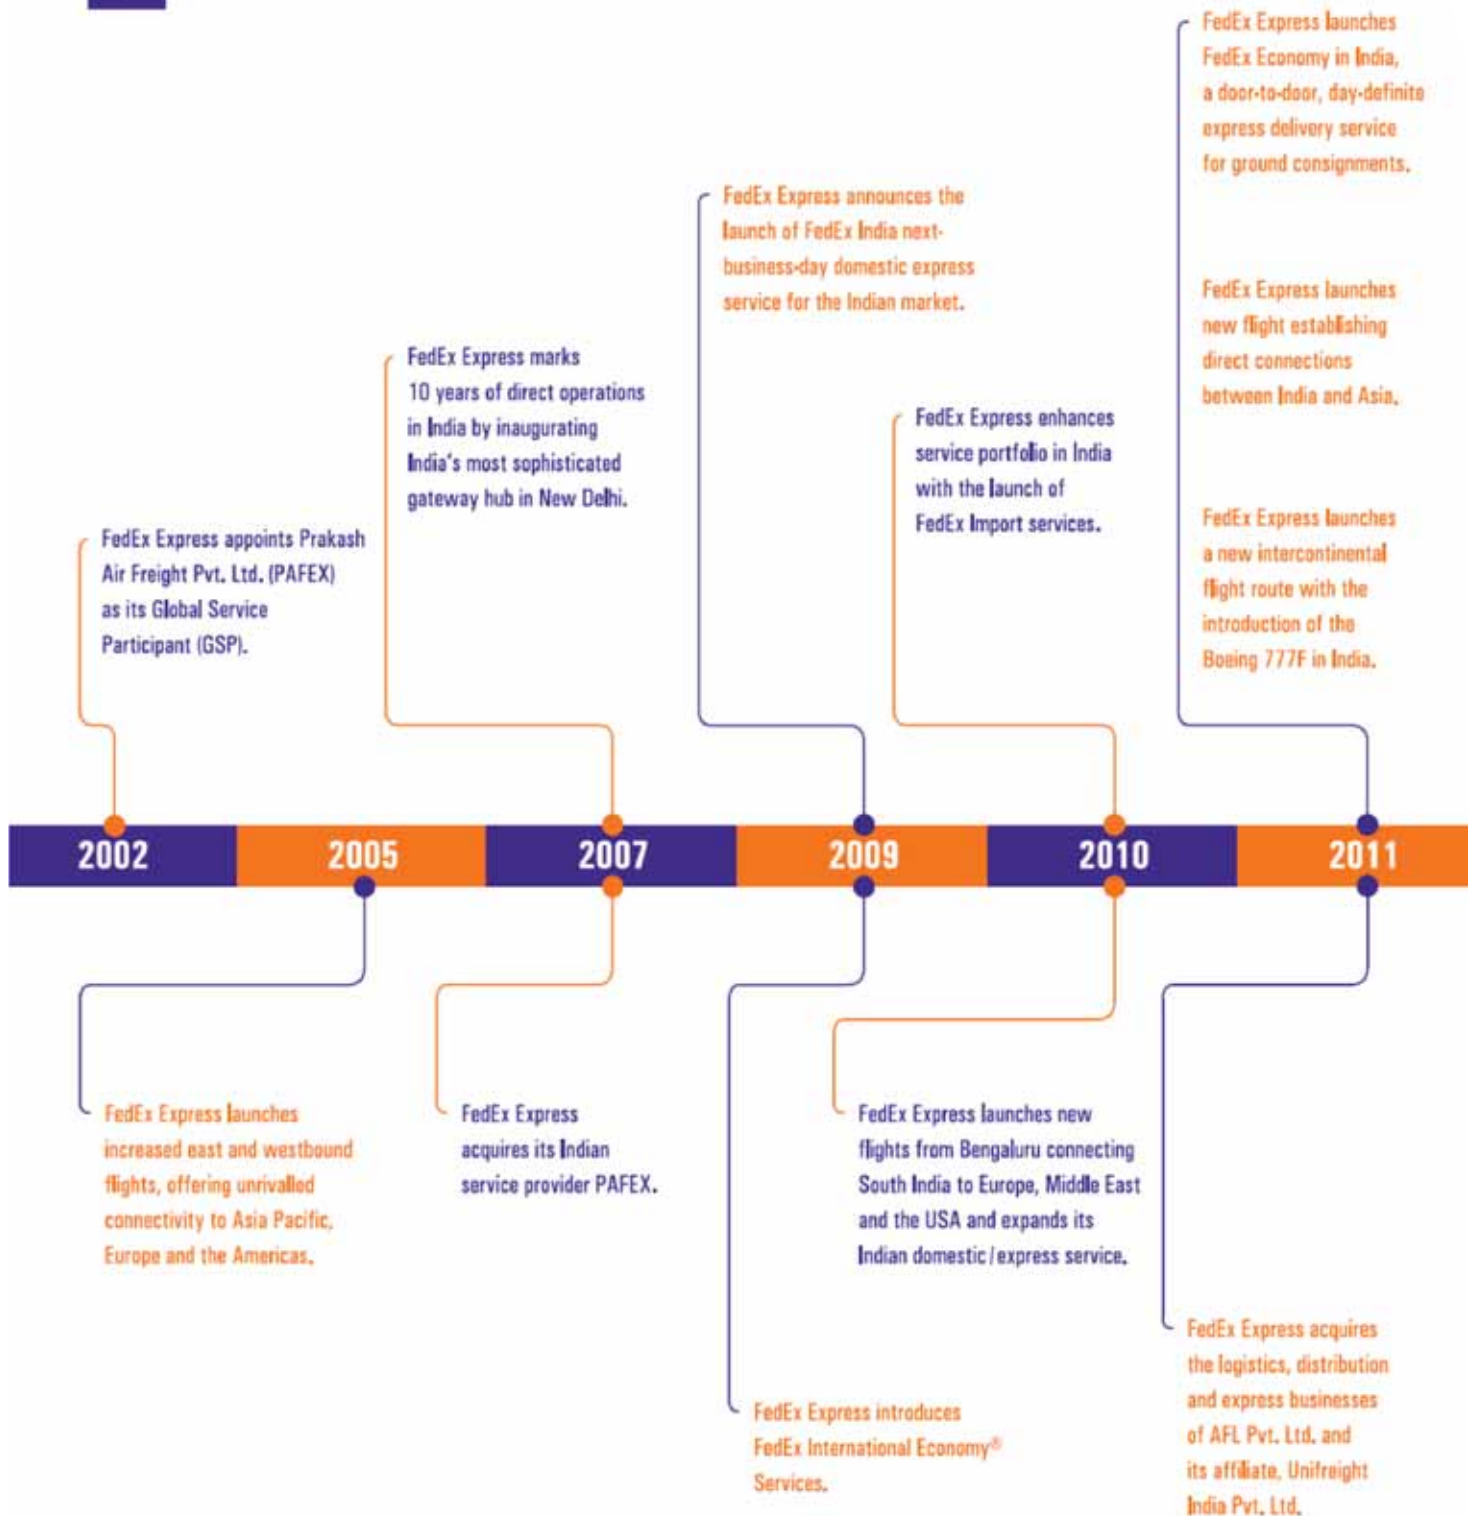 FedEx Express launches
FedEx Economy in India,
a door-to-door, day-definite
express delivery service
for ground consignments.
FedEx Express announces the
launch of FedEx India next-
business-day domestic express
service for the Indian market.
FedEx Express launches
new flight establishing
direct connections
between India and Asia.
FedEx Express marks
10 years of direct operations
in India by inaugurating
India's most sophisticated
gateway hub in New Delhi.
FedEx Express enhances
service portfolio in India
with the launch of
FedEx Import services.
FedEx Express launches
a new intercontinental
flight route with the
introduction of the
Boeing 777F in India.
FedEx Express appoints Prakash
Air Freight Pvt. Ltd. (PAFEX)
as its Global Service
Participant (GSP).
2002
2005
2007
2009
2010
2011
FedEx Express launches
increased east and westbound
flights, offering unrivalled
connectivity to Asia Pacific,
Europe and the Americas.
FedEx Express
acquires its Indian
service provider PAFEX.
FedEx Express launches new
flights from Bengaluru connecting
South India to Europe, Middle East
and the USA and expands its
Indian domestic/express service.
FedEx Express introduces
FedEx International Economy®
Services.
FedEx Express acquires
the logistics, distribution
and express businesses
of AFL Pvt. Ltd. and
its affiliate, Unifreight
India Pvt. Ltd.